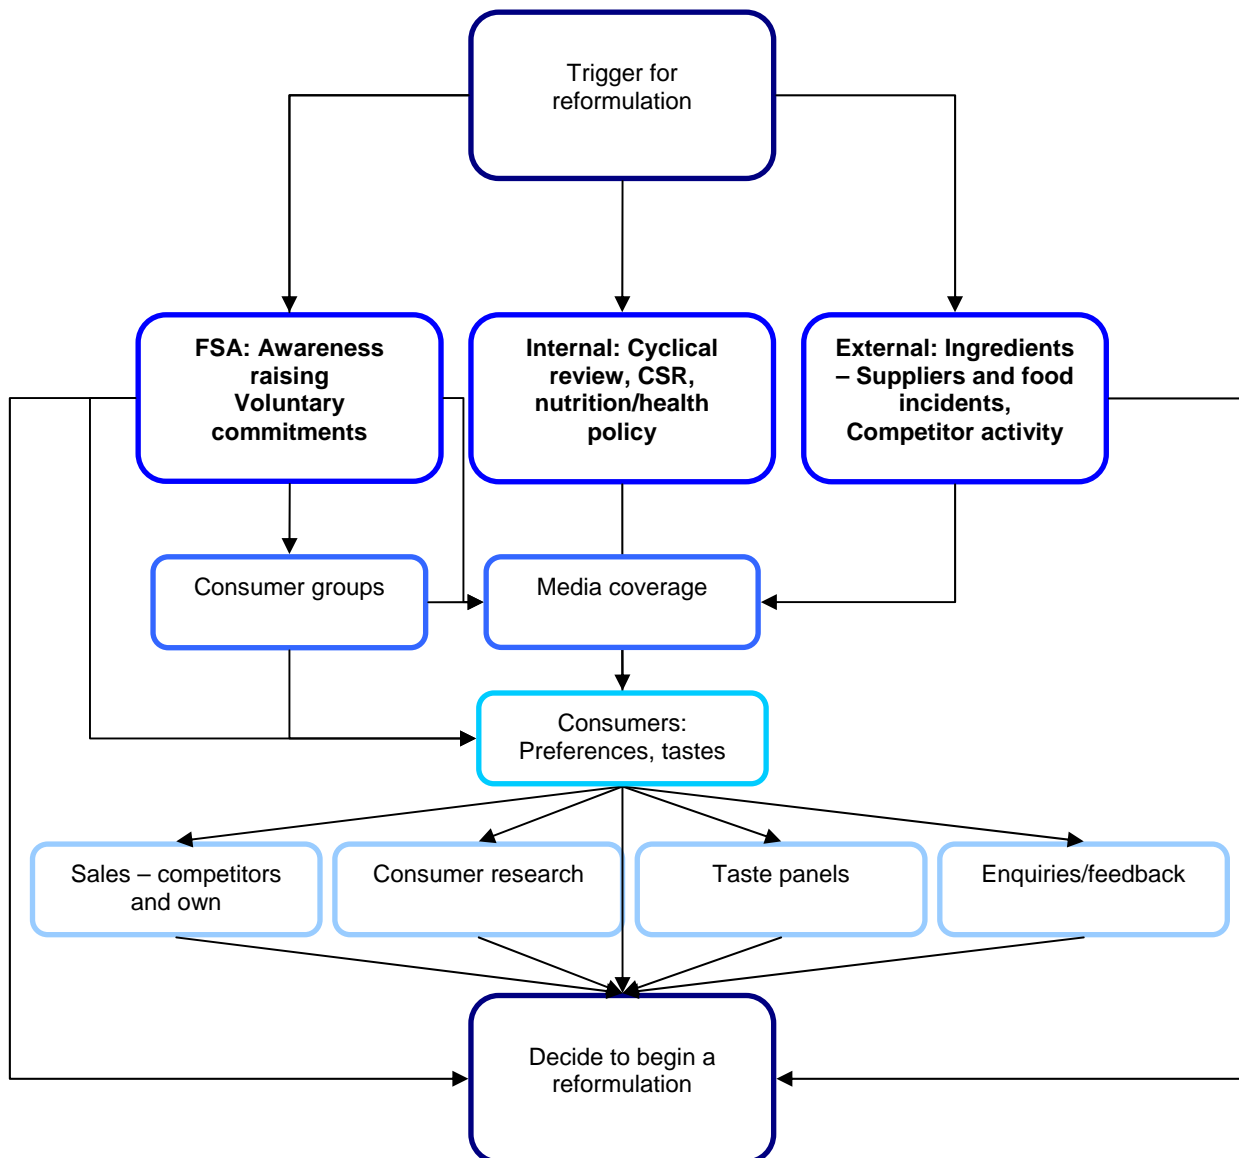 Trigger for
reformulation
FSA: Awareness
raising
Voluntary
commitments
Internal: Cyclical
review, CSR,
nutrition/health
policy
External: Ingredients
– Suppliers and food
incidents,
Competitor activity
Consumer groups
Media coverage
Consumers:
Preferences, tastes
Sales – competitors
and own
Consumer research
Taste panels
Enquiries/feedback
Decide to begin a
reformulation